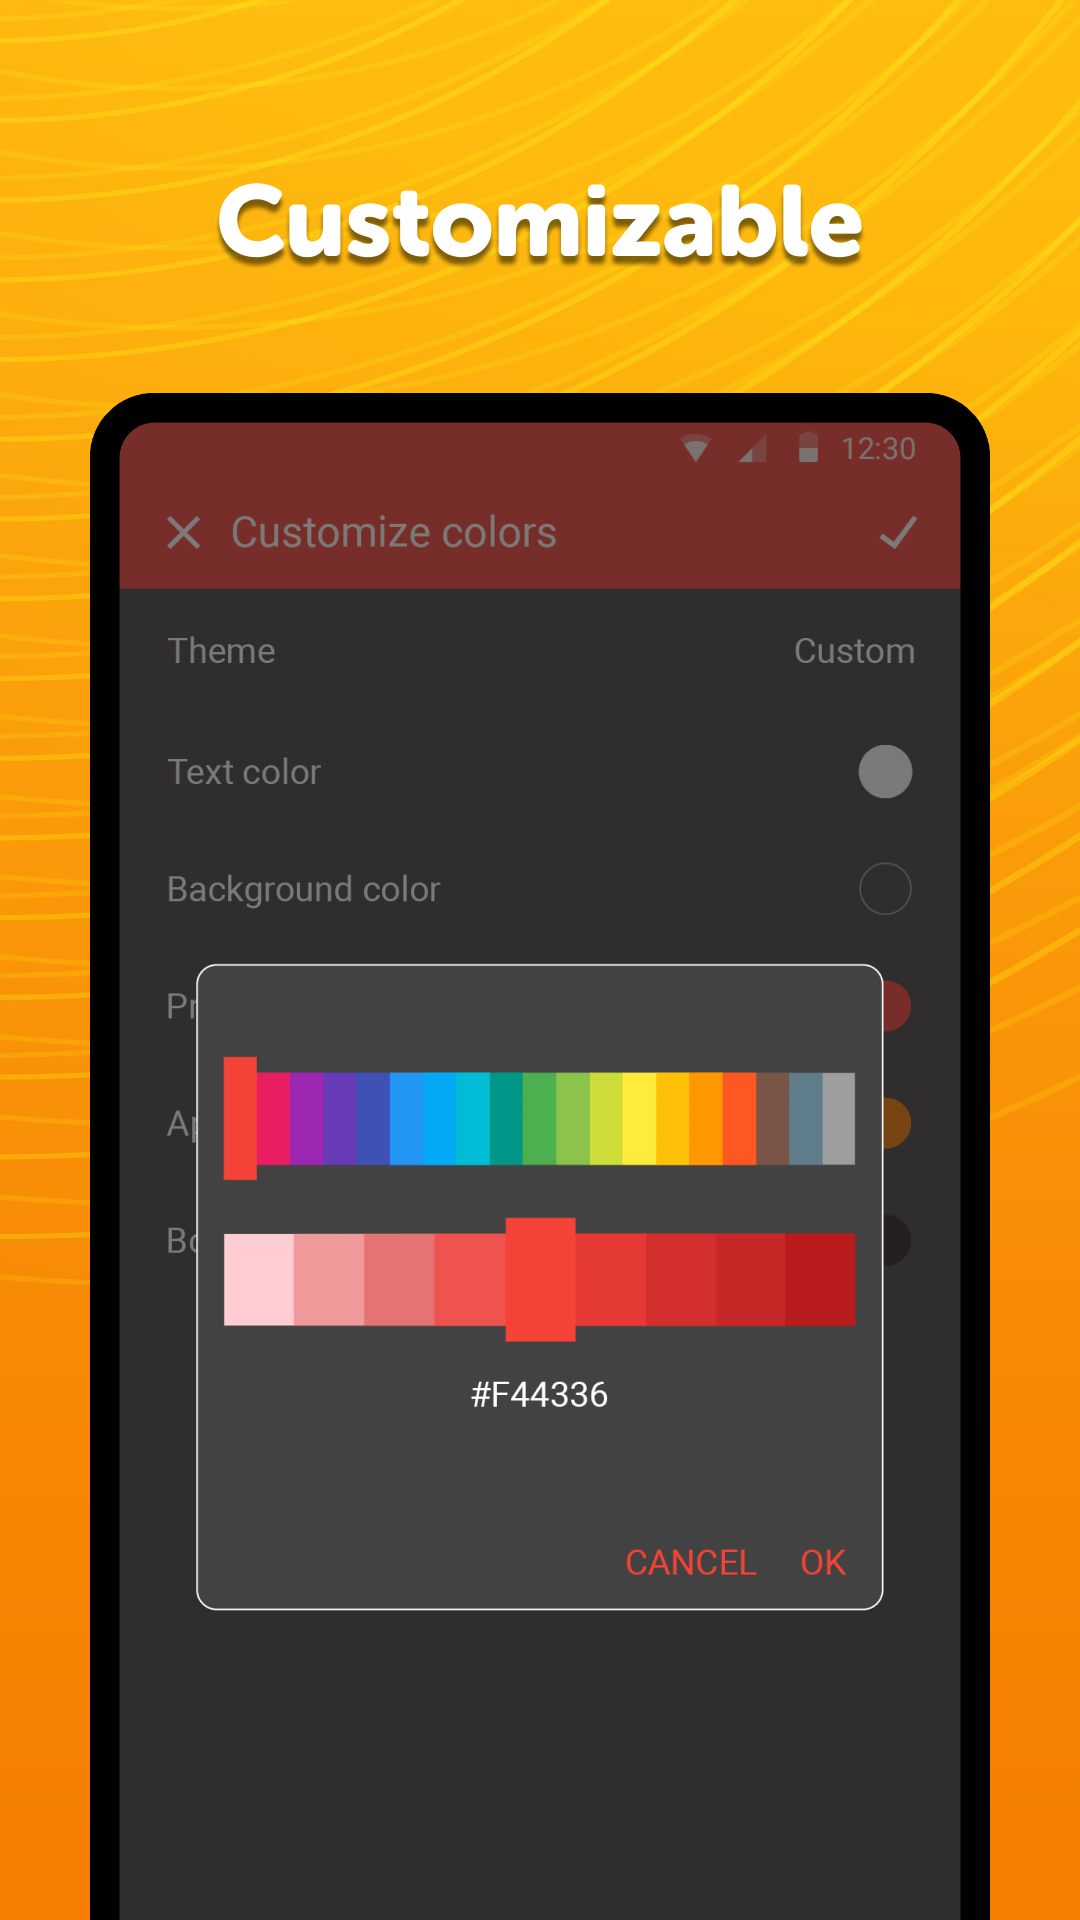 Customizable
12:30
Customize colors
Theme Custom
Text color
Background color
Pr
Ap
Bo
#F44336
CANCEL OK